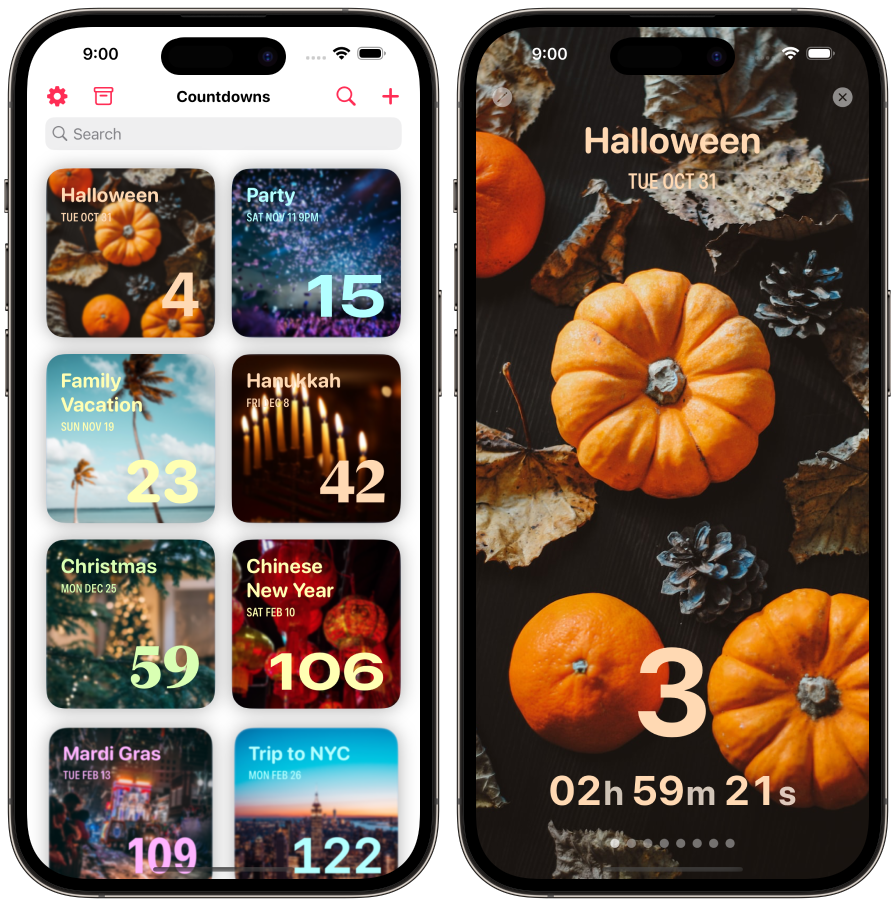 9:00
Countdowns
Search
Halloween
TUE OCT 31
4
Party
SAT NOV 11 9PM
15
Family
Vacation
SUN NOV 19
23
Hanukkah
FRI DEC 8
42
Christmas
MON DEC 25
59
Chinese
New Year
SAT FEB 10
106
Mardi Gras
TUE FEB 13
109
Trip to NYC
MON FEB 26
122
9:00
Halloween
TUE OCT 31
3
02h 59m 21s